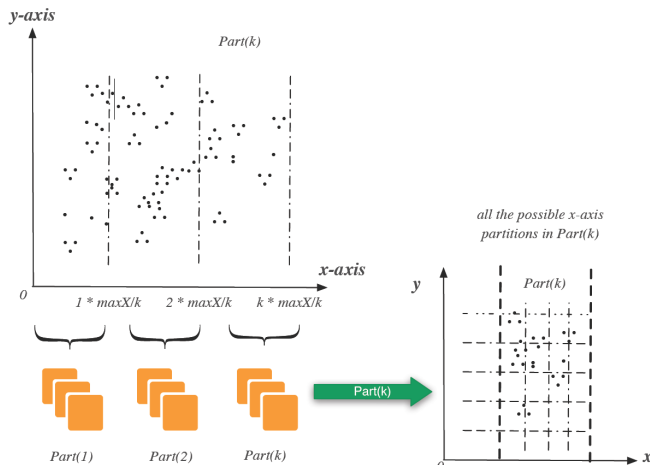 y-axis
Part(k)
x-axis
0
1 * maxX/k
2 * maxX/k
k * maxX/k
Part(1)
Part(2)
Part(k)
Part(k)
all the possible x-axis
partitions in Part(k)
y
Part(k)
x